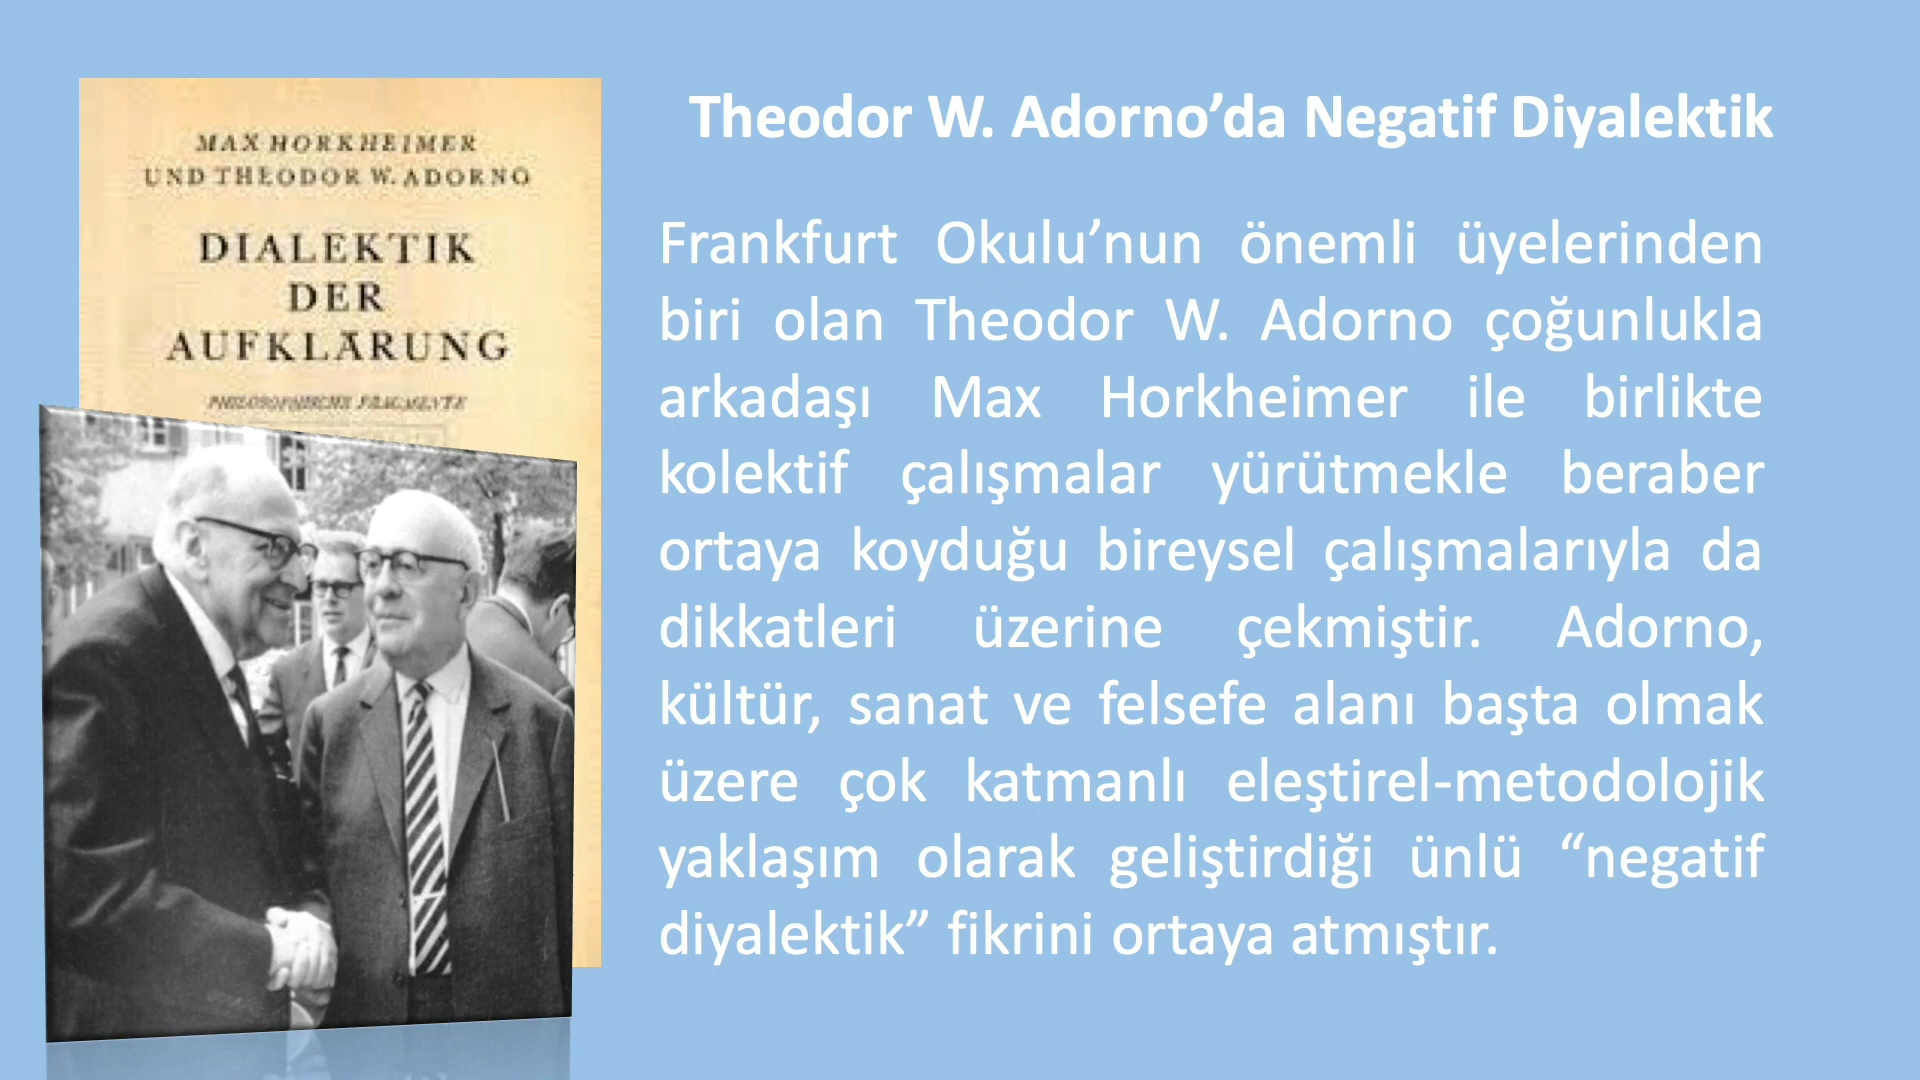 MAX HORKHEIMER
UND THEODOR W. ADORNO
DIALEKTIK
DER
AUFKLÄRUNG
PHILOSOPHISCHE FRAGMENTE
Theodor W. Adorno’da Negatif Diyalektik
Frankfurt Okulu’nun önemli üyelerinden
biri olan Theodor W. Adorno çoğunlukla
arkadaşı Max Horkheimer ile birlikte
kolektif çalışmalar yürütmekle beraber
ortaya koyduğu bireysel çalışmalarıyla da
dikkatleri üzerine çekmiştir. Adorno,
kültür, sanat ve felsefe alanı başta olmak
üzere çok katmanlı eleştirel-metodolojik
yaklaşım olarak geliştirdiği ünlü “negatif
diyalektik” fikrini ortaya atmıştır.